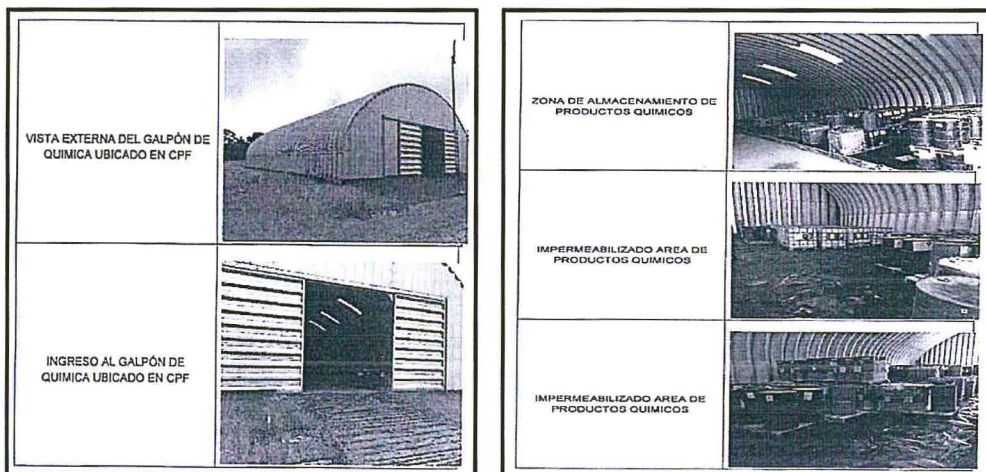 VISTA EXTERNA DEL GALPÓN DE
QUIMICA UBICADO EN CPF
INGRESO AL GALPÓN DE
QUIMICA UBICADO EN CPF
ZONA DE ALMACENAMIENTO DE
PRODUCTOS QUIMICOS
IMPERMEABILIZADO AREA DE
PRODUCTOS QUIMICOS
IMPERMEABILIZADO AREA DE
PRODUCTOS QUIMICOS